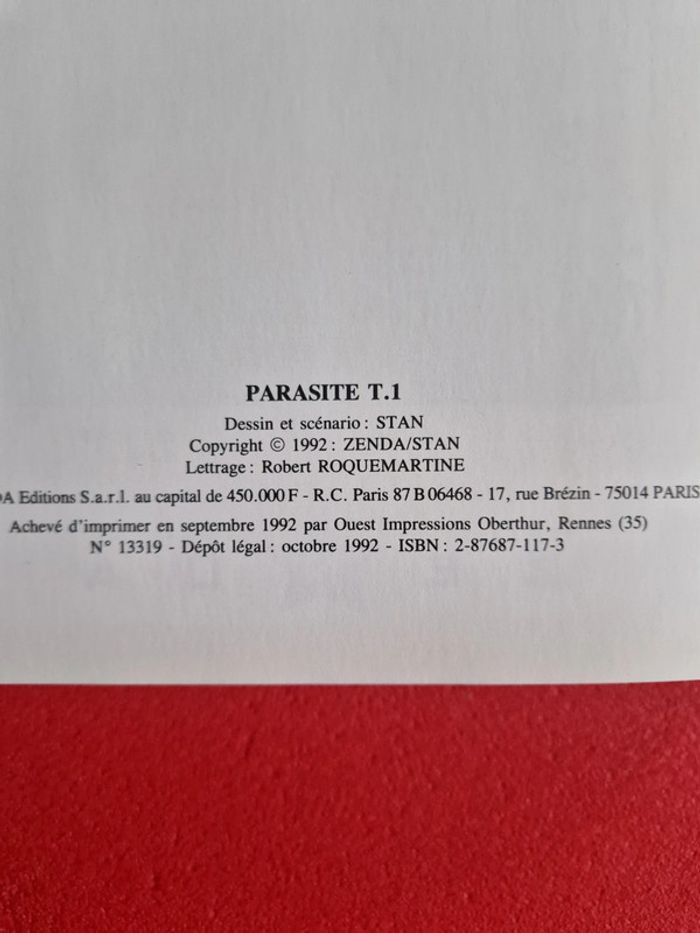 PARASITE T.1
Dessin et scénario : STAN
Copyright © 1992 : ZENDA/STAN
Lettrage : Robert ROQUEMARTINE
DA Editions S.a.r.l. au capital de 450.000 F - R.C. Paris 87 B 06468 - 17, rue Brézin - 75014 PARIS
Achevé d'imprimer en septembre 1992 par Ouest Impressions Oberthur, Rennes (35)
N° 13319 - Dépôt légal : octobre 1992 - ISBN : 2-87687-117-3